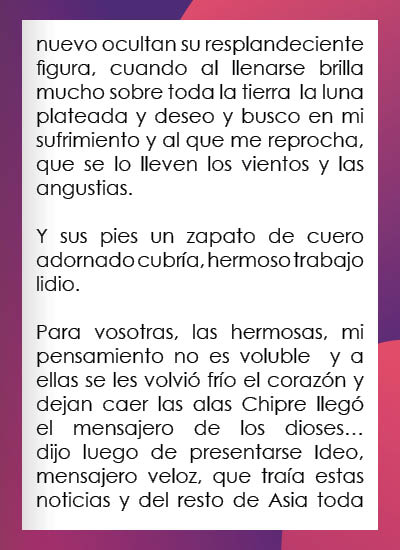 nuevo ocultan su resplandeciente
figura, cuando al llenarse brilla
mucho sobre toda la tierra la luna
plateada y deseo y busco en mi
sufrimiento y al que me reprocha,
que se lo lleven los vientos y las
angustias.

Y sus pies un zapato de cuero
adornado cubría, hermoso trabajo
lidio.

Para vosotras, las hermosas, mi
pensamiento no es voluble y a
ellas se les volvió frío el corazón y
dejan caer las alas Chipre llegó
el mensajero de los dioses…
dijo luego de presentarse Ideo,
mensajero veloz, que traía estas
noticias y del resto de Asia toda